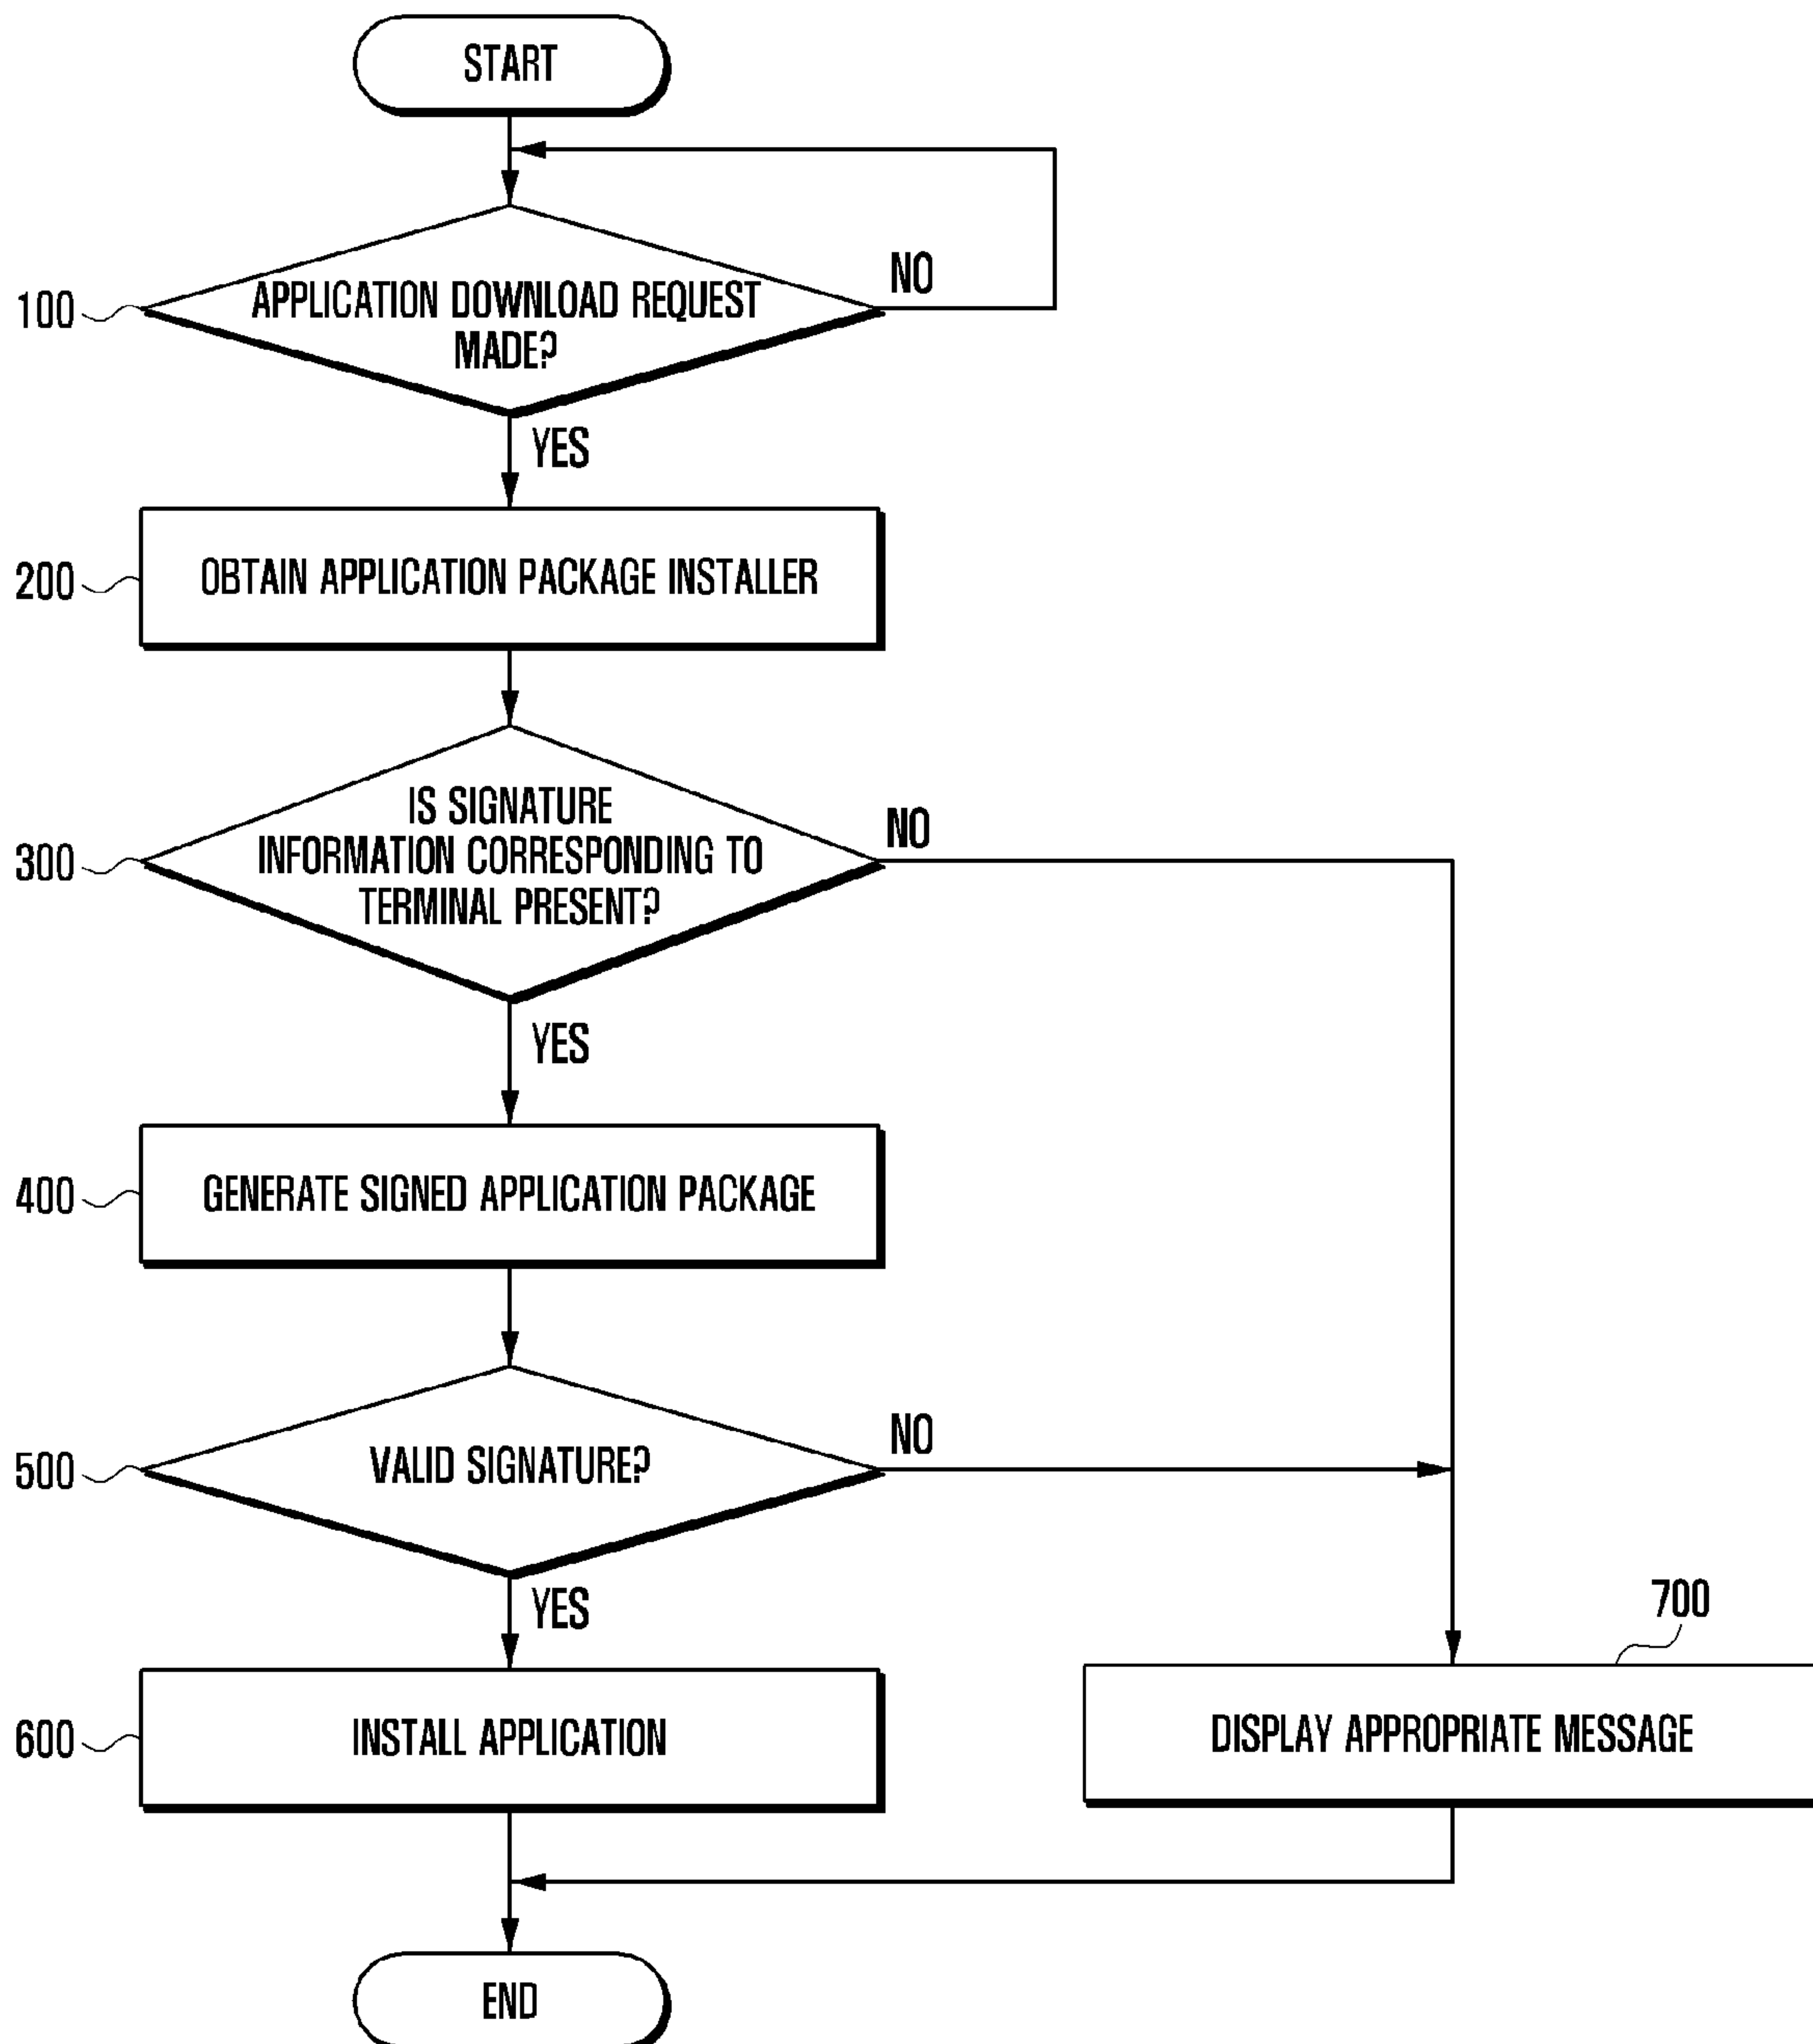 START
NO
100
APPLICATION DOWNLOAD REQUEST
MADE?
YES
200
OBTAIN APPLICATION PACKAGE INSTALLER
IS SIGNATURE
INFORMATION CORRESPONDING TO
TERMINAL PRESENT?
NO
300
YES
400
GENERATE SIGNED APPLICATION PACKAGE
NO
500
VALID SIGNATURE?
YES
700
600
INSTALL APPLICATION
DISPLAY APPROPRIATE MESSAGE
END